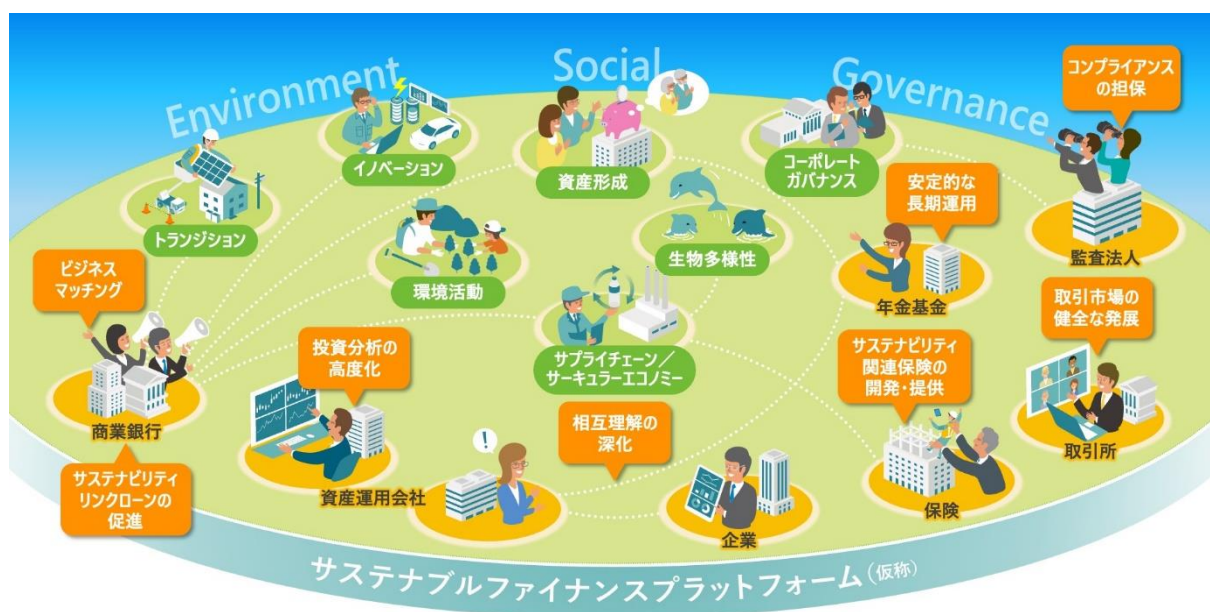 Environment
Social
Governance
コンプライアンス
の担保
イノベーション
資産形成
コーポレート
ガバナンス
安定的な
長期運用
トランジション
環境活動
生物多様性
監査法人
ビジネス
マッチング
年金基金
取引市場の
健全な発展
投資分析の
高度化
サプライチェーン／
サーキュラーエコノミー
サステナビリティ
関連保険の
開発・提供
商業銀行
相互理解の
深化
取引所
サステナビリティ
リンクローンの
促進
資産運用会社
!
企業
保険
サステナブルファイナンスプラットフォーム（仮称）